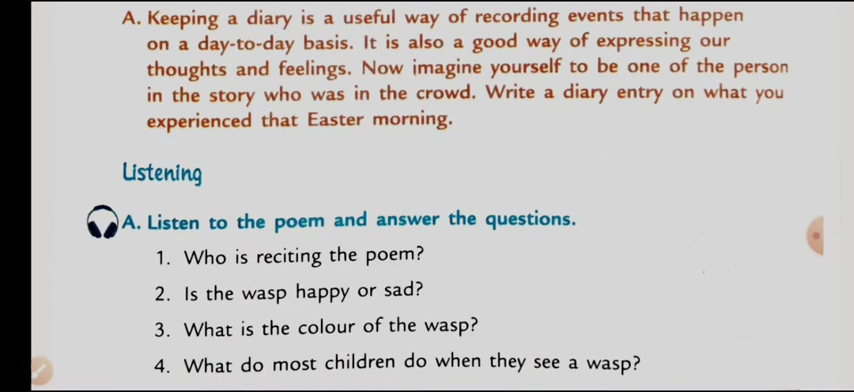 A. Keeping a diary is a useful way of recording events that happen
on a day-to-day basis. It is also a good way of expressing our
thoughts and feelings. Now imagine yourself to be one of the person
in the story who was in the crowd. Write a diary entry on what you
experienced that Easter morning.
Listening
A. Listen to the poem and answer the questions.
1. Who is reciting the poem?
2. Is the wasp happy or sad?
3. What is the colour of the wasp?
4. What do most children do when they see a wasp?